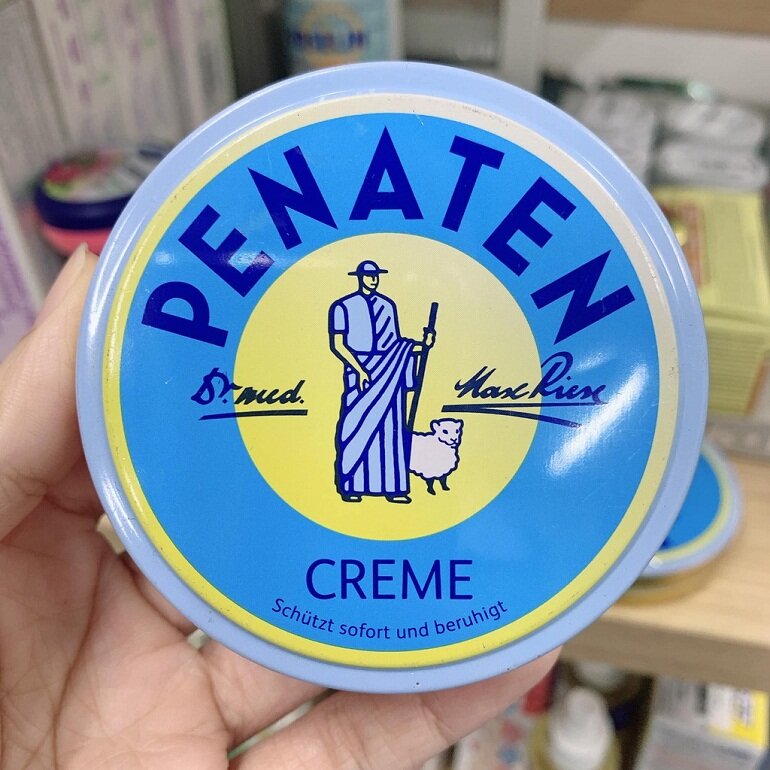 PENATEN
Dr. med. Max Riese
CREME
Schützt sofort und beruhigt